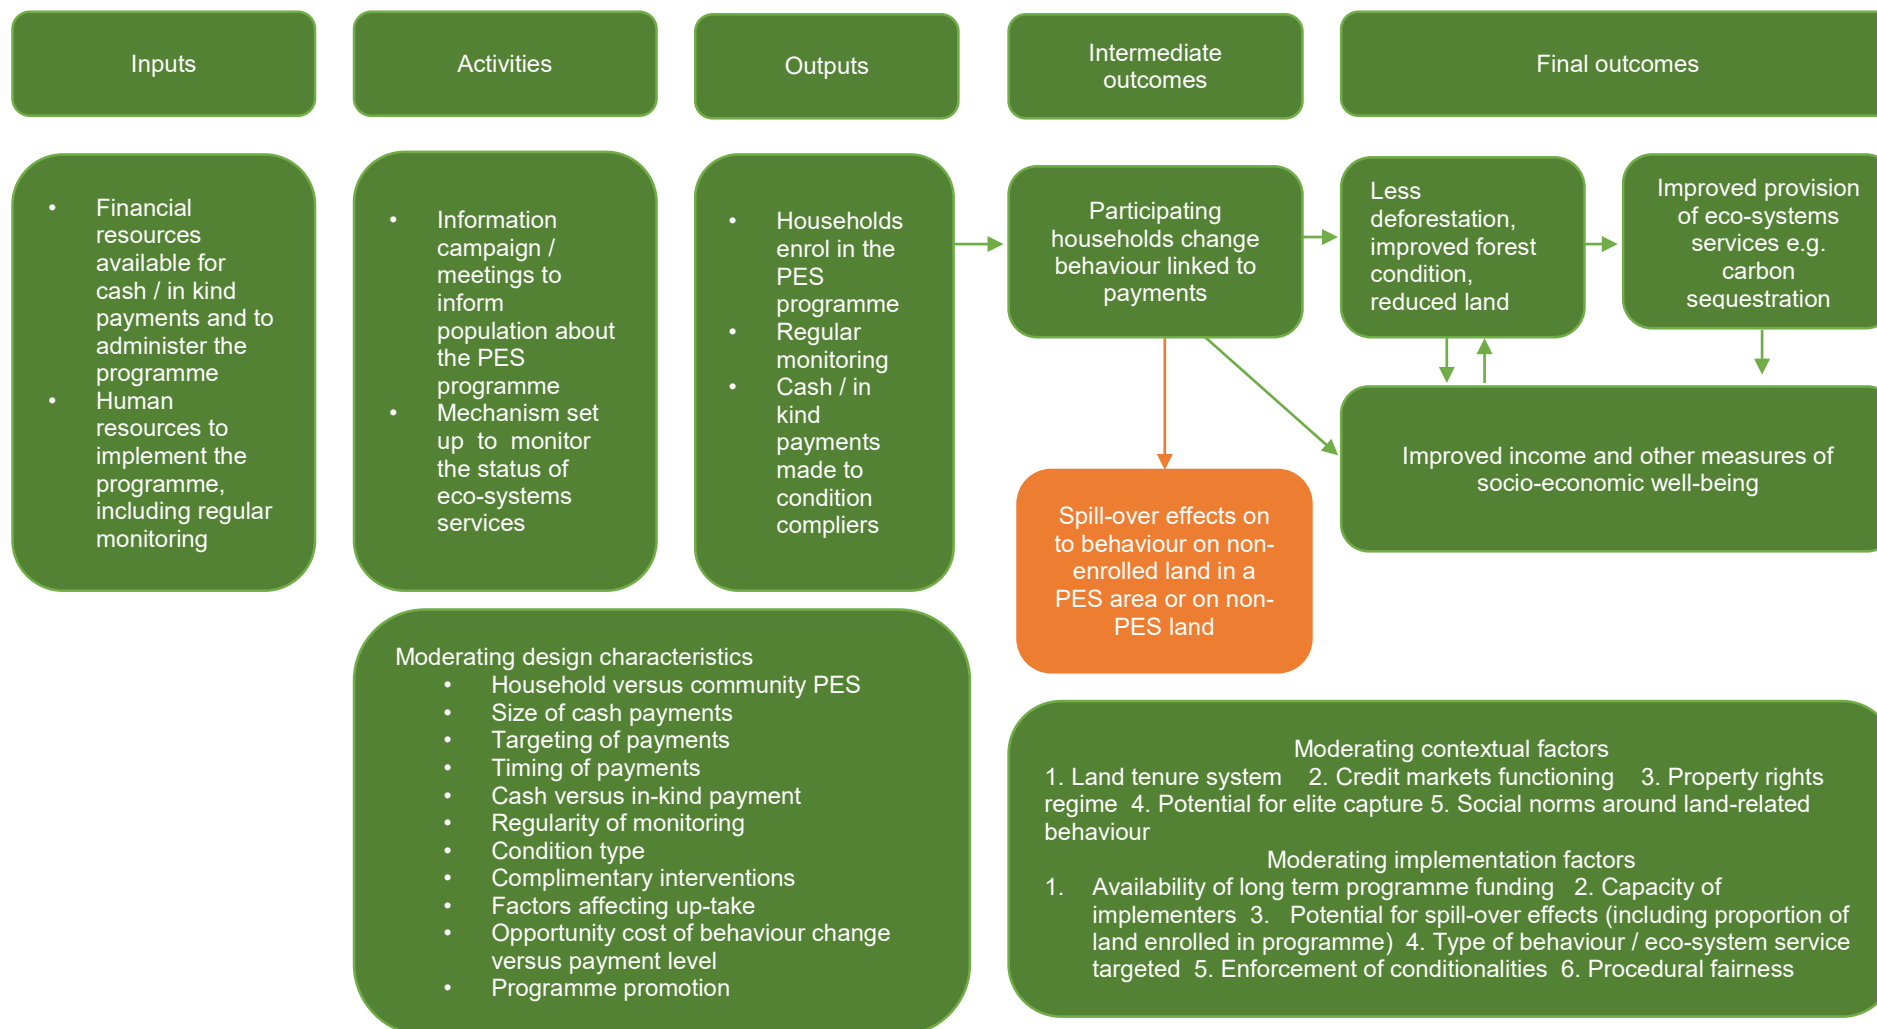 Inputs
Activities
Outputs
Intermediate
outcomes
Final outcomes
• Financial
resources
available for
cash / in kind
payments and to
administer the
programme
• Human
resources to
implement the
programme,
including regular
monitoring
• Information
campaign /
meetings to
inform
population about
the PES
programme
• Mechanism set
up to monitor
the status of
eco-systems
services
• Households
enrol in the
PES
programme
• Regular
monitoring
• Cash / in
kind
payments
made to
condition
compliers
Participating
households change
behaviour linked to
payments
Less
deforestation,
improved forest
condition,
reduced land
Improved provision
of eco-systems
services e.g.
carbon
sequestration
Improved income and other measures of
socio-economic well-being
Spill-over effects on
to behaviour on non-
enrolled land in a
PES area or on non-
PES land
Moderating design characteristics
• Household versus community PES
• Size of cash payments
• Targeting of payments
• Timing of payments
• Cash versus in-kind payment
• Regularity of monitoring
• Condition type
• Complimentary interventions
• Factors affecting up-take
• Opportunity cost of behaviour change
versus payment level
• Programme promotion
Moderating contextual factors
1. Land tenure system 2. Credit markets functioning 3. Property rights
regime 4. Potential for elite capture 5. Social norms around land-related
behaviour
Moderating implementation factors
1. Availability of long term programme funding 2. Capacity of
implementers 3. Potential for spill-over effects (including proportion of
land enrolled in programme) 4. Type of behaviour / eco-system service
targeted 5. Enforcement of conditionalities 6. Procedural fairness